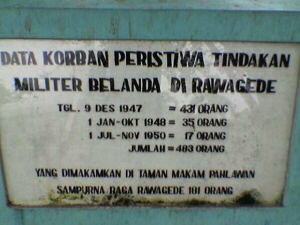 DATA KORBAN PERISTIWA TINDAKAN
MILITER BELANDA DI RAWAGEDE
TGL. 9 DES 1947 = 431 ORANG
1 JAN-OKT 1948 = 35 ORANG
1 JUL-NOV 1950 = 17 ORANG
JUMLAH = 483 ORANG
YANG DIMAKAMKAN DI TAMAN MAKAM PAHLAWAN
SAMPURNA RAGA RAWAGEDE 181 ORANG